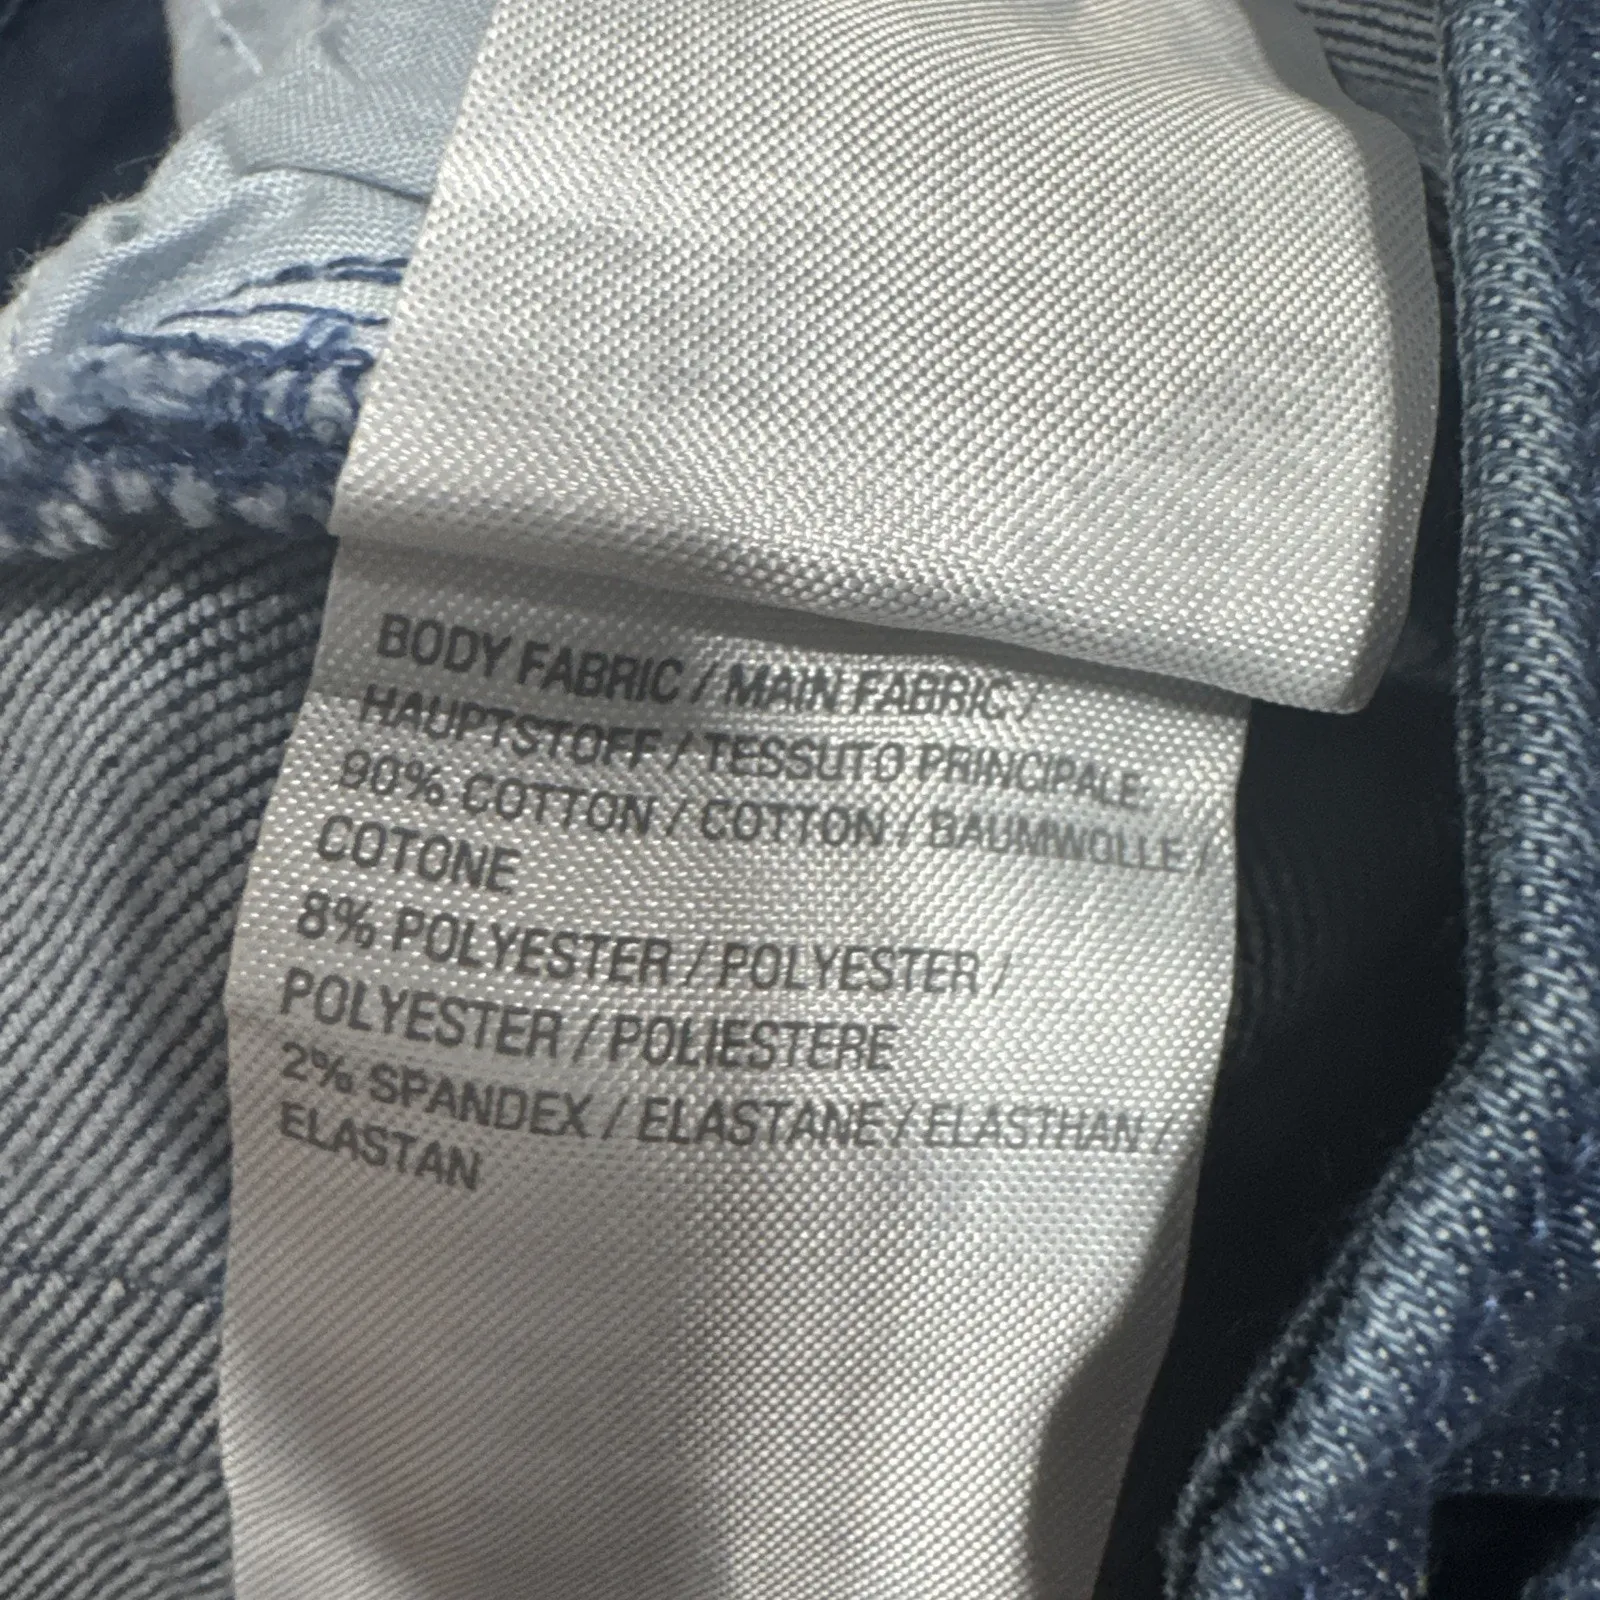 BODY FABRIC / MAIN FABRIC /
HAUPTSTOFF / TESSUTO PRINCIPALE
90% COTTON / COTTON / BAUMWOLLE /
COTONE
8% POLYESTER / POLYESTER /
POLYESTER / POLIESTERE
2% SPANDEX / ELASTANE / ELASTHAN /
ELASTAN